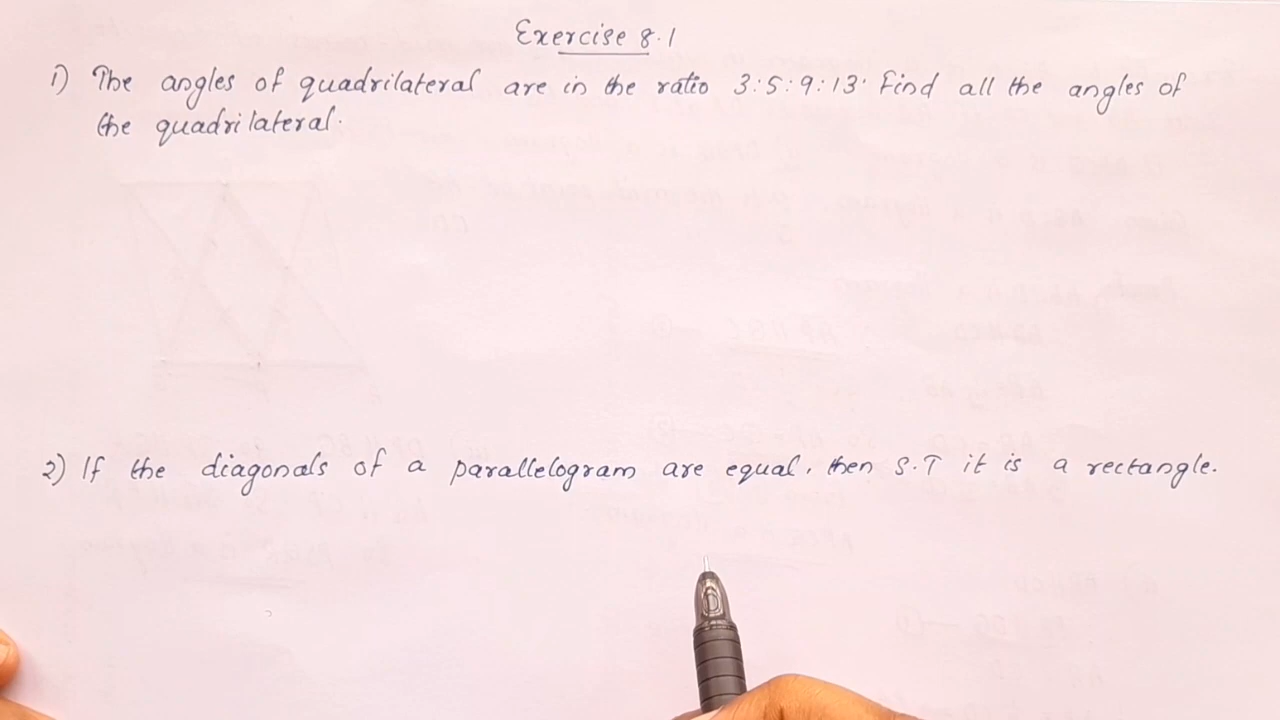 Exercise 8.1
1) The angles of quadrilateral are in the ratio 3:5:9:13. Find all the angles of
the quadrilateral.
2) If the diagonals of a parallelogram are equal, then S.T it is a rectangle.